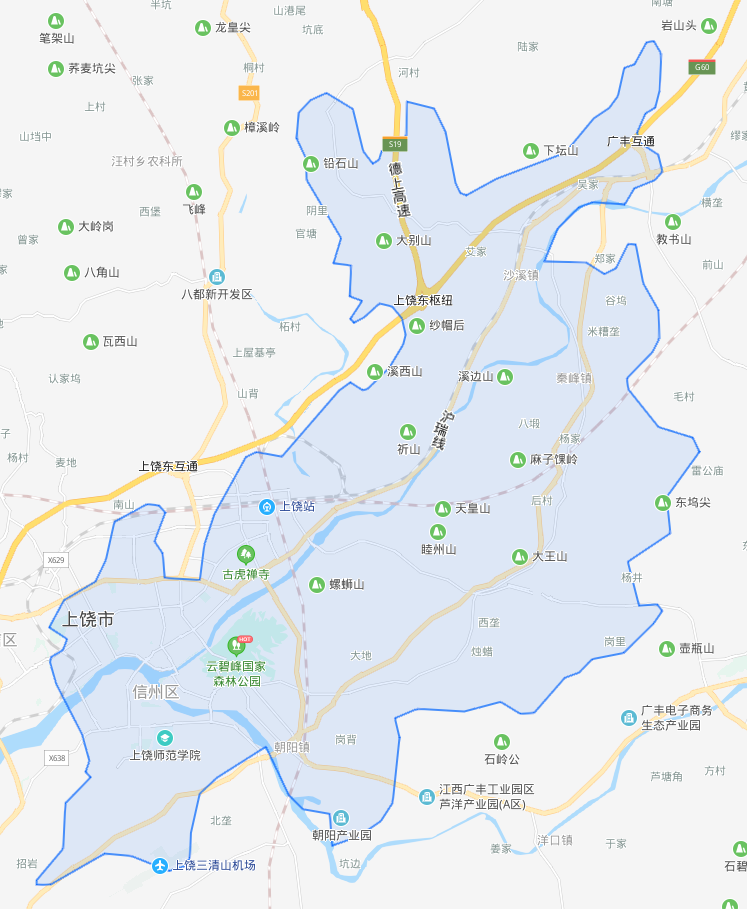 半坑
山港尾
南塘
岩山头
龙皇尖
坑底
笔架山
陆家
G60
荞麦坑尖
桐村
河村
张家
S201
上村
樟溪岭
山垱中
广丰互通
S19
下坛山
汪村乡农科所
铅石山
德上高速
吴家
飞峰
西堡
阴里
横垄
大岭岗
官塘
教书山
曾家
大别山
艾家
郑家
前山
八角山
沙溪镇
八都新开发区
上饶东枢纽
谷坞
柘村
纱帽后
米糟垄
瓦西山
上屋基亭
溪西山
溪边山
秦峰镇
认家坞
山背
毛村
沪瑞线
八塅
祈山
杨家
杨村
麦地
上饶东互通
麻子馃岭
雷公庙
南山
上饶站
天皇山
后村
东坞尖
睦州山
X629
大王山
古虎禅寺
螺蛳山
杨井
上饶市
西垄
HOT
岗里
壶瓶山
云碧峰国家
森林公园
大地
烛蜡
信州区
广丰电子商务
生态产业园
上饶师范学院
朝阳镇
岗背
X638
石岭公
方村
芦塘角
江西广丰工业园区
芦洋产业园(A区)
北垄
朝阳产业园
洋口镇
于家
姜家
招岩
上饶三清山机场
坑边
石碧